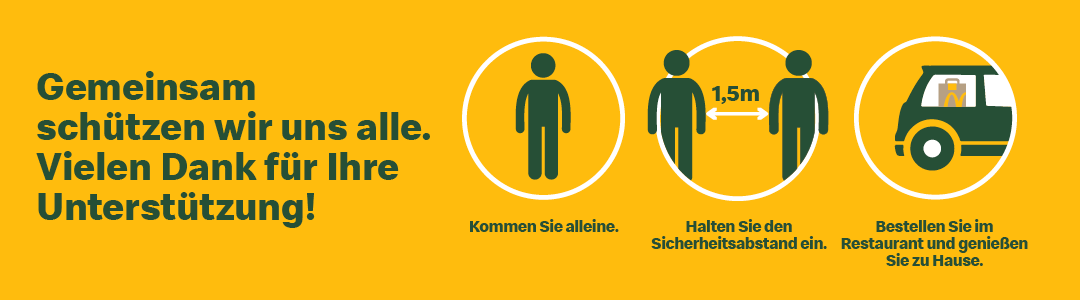 Gemeinsam
schützen wir uns alle.
Vielen Dank für Ihre
Unterstützung!
Kommen Sie alleine.
1,5m
Halten Sie den
Sicherheitsabstand ein.
Bestellen Sie im
Restaurant und genießen
Sie zu Hause.